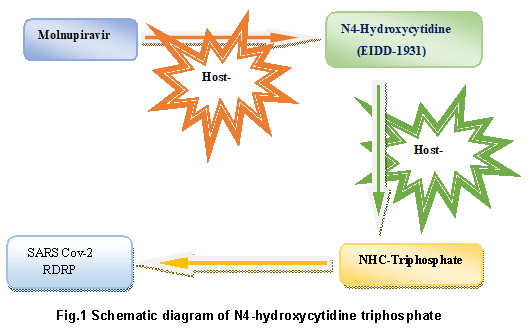 Molnupiravir
N4-Hydroxycytidine
(EIDD-1931)
Host-
Host-
SARS Cov-2
RDRP
NHC-Triphosphate
Fig.1 Schematic diagram of N4-hydroxycytidine triphosphate